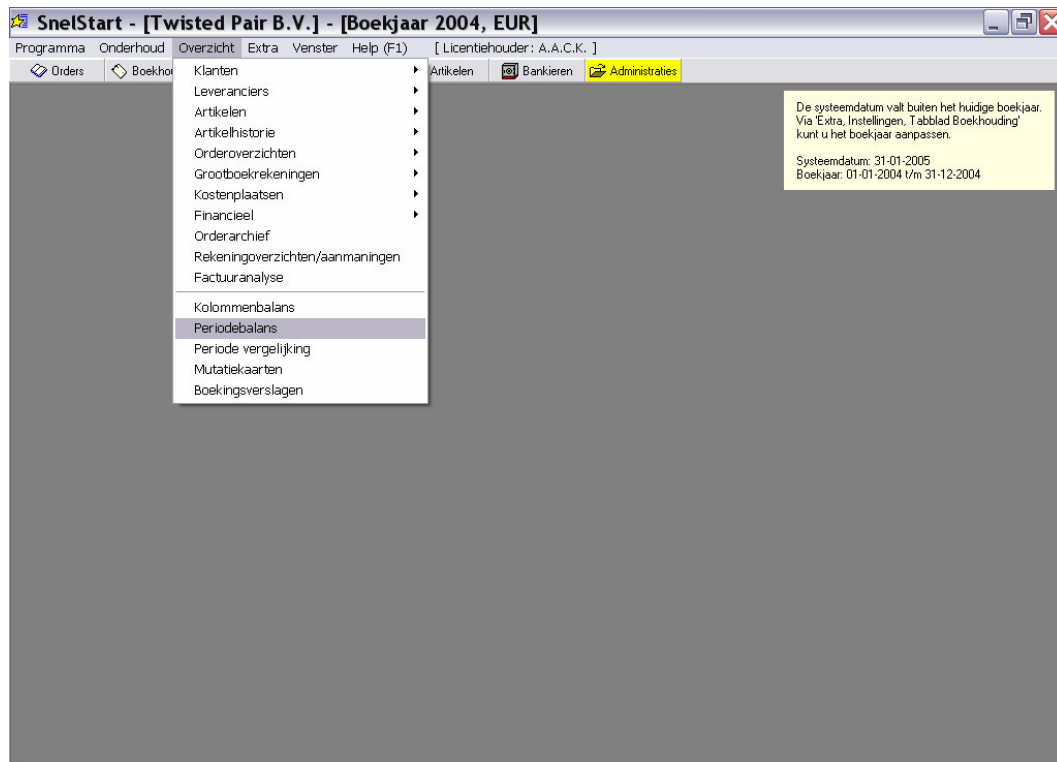 SnelStart - [Twisted Pair B.V.] - [Boekjaar 2004, EUR]
Programma Onderhoud Overzicht Extra Venster Help (F1) [ Licentiehouder: A.A.C.K. ]
Orders Boekhou Artikelen Bankieren Administraties
Klanten
Leveranciers
Artikelen
Artikelhistorie
Orderoverzichten
Grootboekrekeningen
Kostenplaatsen
Financieel
Orderarchief
Rekeningoverzichten/aanmaningen
Factuuranalyse
Kolommenbalans
Periodebalans
Periode vergelijking
Mutatiekaarten
Boekingsverslagen
De systeemdatum valt buiten het huidige boekjaar.
Via 'Extra, Instellingen, Tabblad Boekhouding'
kunt u het boekjaar aanpassen.
Systeemdatum: 31-01-2005
Boekjaar: 01-01-2004 t/m 31-12-2004